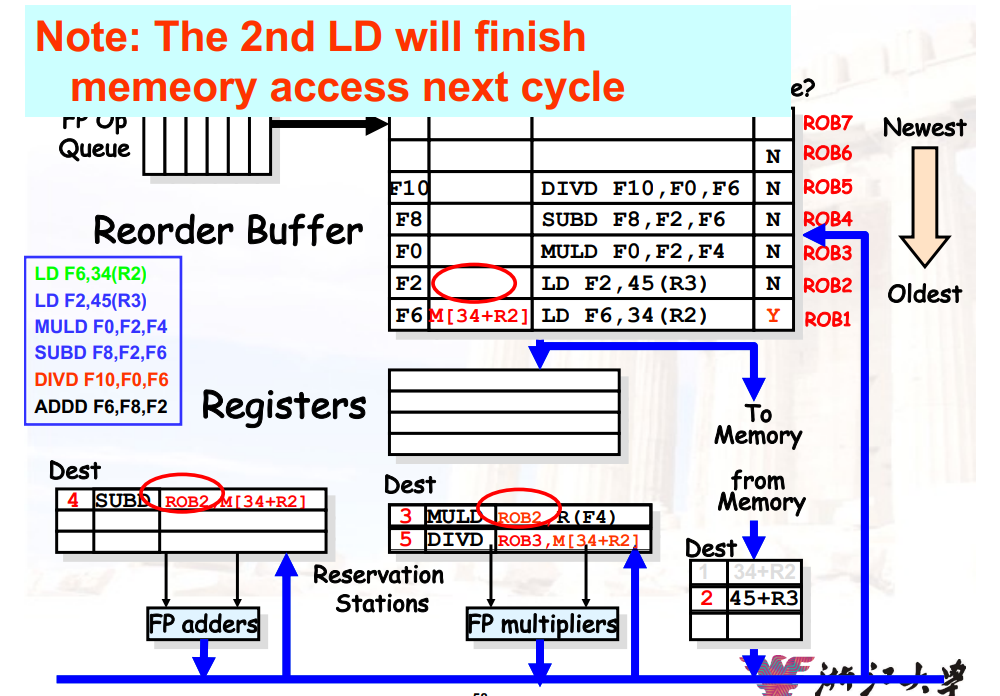 Note: The 2nd LD will finish
memeory access next cycle
e?
FP Op
Queue
ROB7
Newest
N ROB6
F10 DIVD F10,F0,F6 N ROB5
F8 SUBD F8,F2,F6 N ROB4
F0 MULD F0,F2,F4 N ROB3
F2 LD F2,45(R3) N ROB2
F6 M[34+R2] LD F6,34(R2) Y ROB1
Oldest
Reorder Buffer
LD F6,34(R2)
LD F2,45(R3)
MULD F0,F2,F4
SUBD F8,F2,F6
DIVD F10,F0,F6
ADDD F6,F8,F2
Registers
To
Memory
from
Memory
Dest
4 SUBD ROB2,M[34+R2]
Dest
3 MULD ROB2,R(F4)
5 DIVD ROB3,M[34+R2]
Dest
1 34+R2
2 45+R3
Reservation
Stations
FP adders
FP multipliers
浙江大学